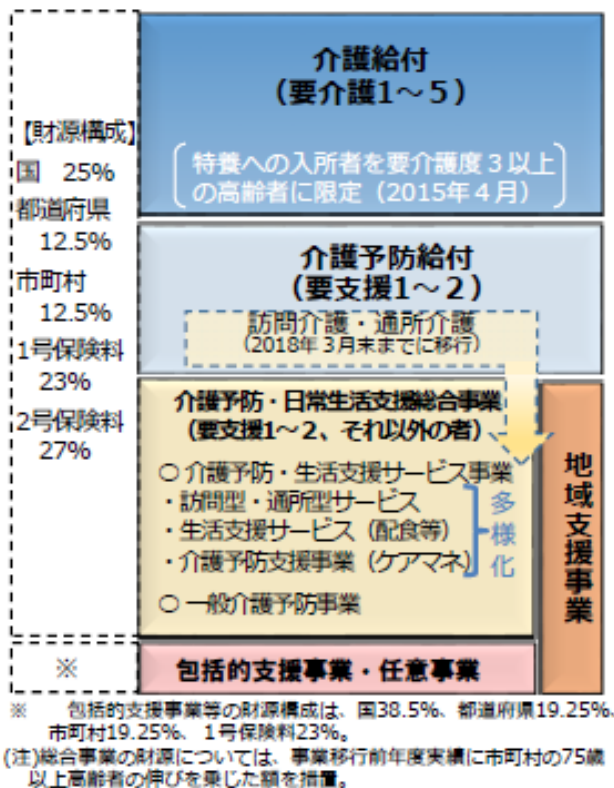 【財源構成】
国 25%
都道府県
12.5%
市町村
12.5%
1号保険料
23%
2号保険料
27%
介護給付
（要介護1～５）
特養への入所者を要介護度３以上
の高齢者に限定（2015年４月）
介護予防給付
（要支援1～２）
訪問介護・通所介護
（2018年３月末までに移行）
介護予防・日常生活支援総合事業
（要支援1～２、それ以外の者）
○ 介護予防・生活支援サービス事業
・訪問型・通所型サービス
・生活支援サービス（配食等）
・介護予防支援事業（ケアマネ）
多様化
○ 一般介護予防事業
地域支援事業
※
包括的支援事業・任意事業
※ 包括的支援事業等の財源構成は、国38.5%、都道府県19.25%、
市町村19.25%、１号保険料23%。
(注)総合事業の財源については、事業移行前年度実績に市町村の75歳
以上高齢者の伸びを乗じた額を措置。